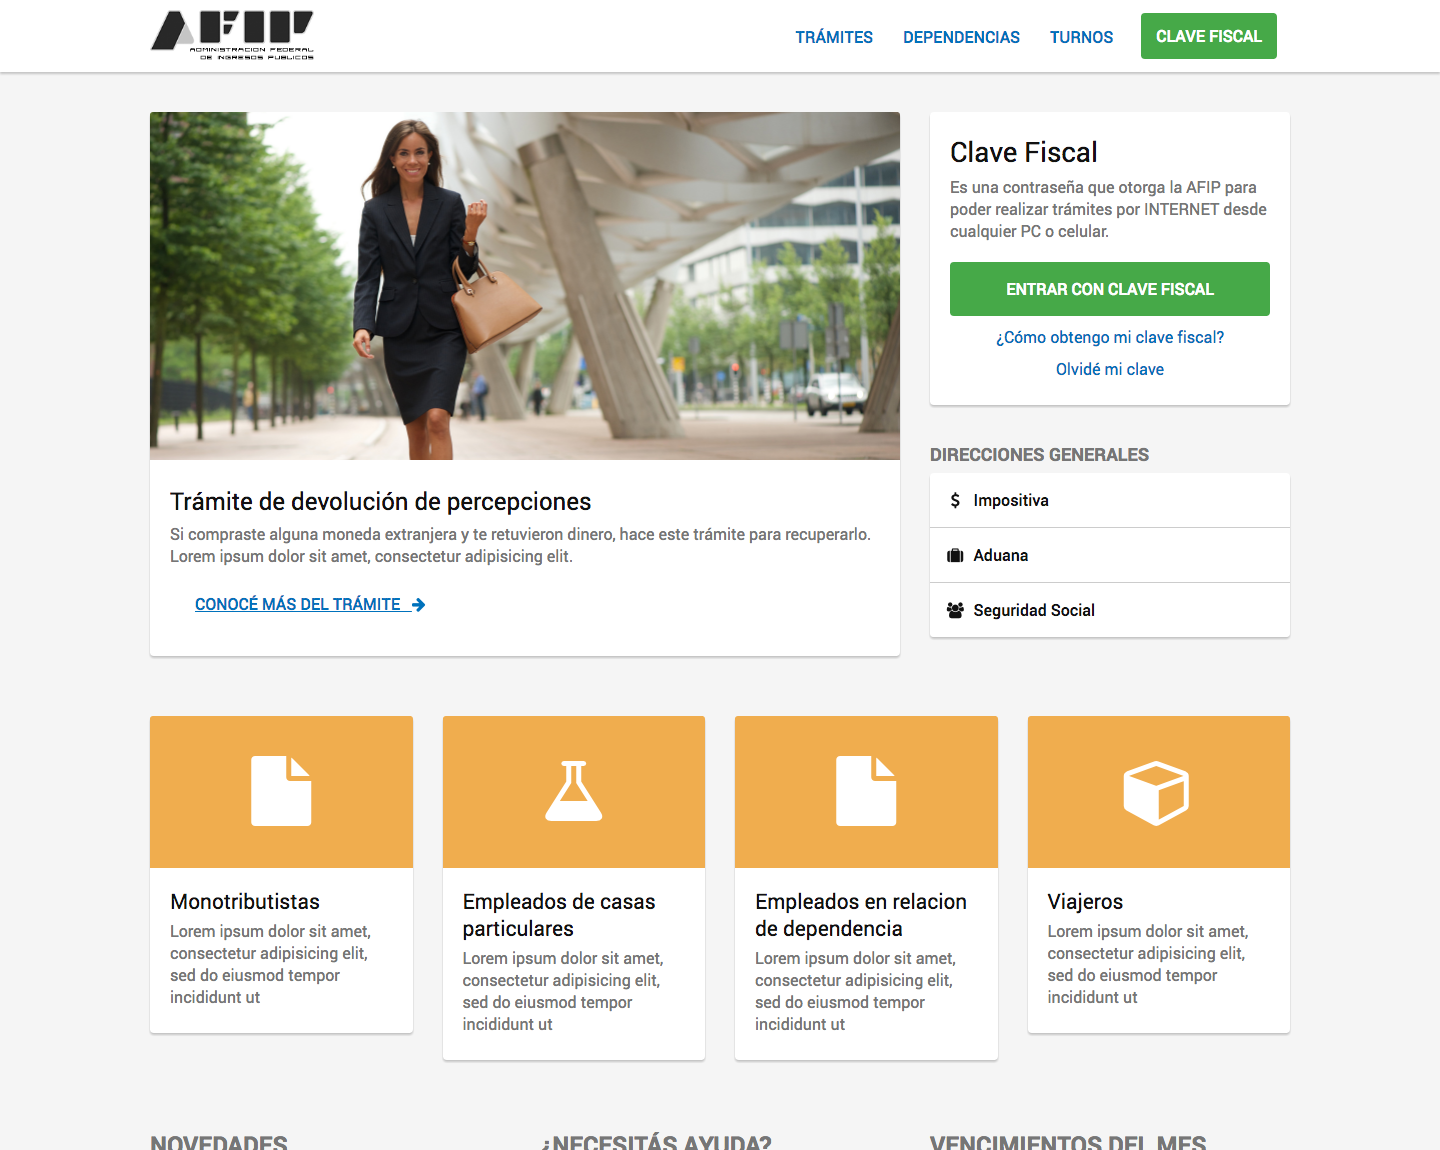 AFIP
ADMINISTRACION FEDERAL
DE INGRESOS PUBLICOS
TRÁMITES
DEPENDENCIAS
TURNOS
CLAVE FISCAL
Clave Fiscal
Es una contraseña que otorga la AFIP para
poder realizar trámites por INTERNET desde
cualquier PC o celular.
ENTRAR CON CLAVE FISCAL
¿Cómo obtengo mi clave fiscal?
Olvidé mi clave
Trámite de devolución de percepciones
Si compraste alguna moneda extranjera y te retuvieron dinero, hace este trámite para recuperarlo.
Lorem ipsum dolor sit amet, consectetur adipisicing elit.
CONOCÉ MÁS DEL TRÁMITE
DIRECCIONES GENERALES
Impositiva
Aduana
Seguridad Social
Monotributistas
Lorem ipsum dolor sit amet,
consectetur adipisicing elit,
sed do eiusmod tempor
incididunt ut
Empleados de casas
particulares
Lorem ipsum dolor sit amet,
consectetur adipisicing elit,
sed do eiusmod tempor
incididunt ut
Empleados en relacion
de dependencia
Lorem ipsum dolor sit amet,
consectetur adipisicing elit,
sed do eiusmod tempor
incididunt ut
Viajeros
Lorem ipsum dolor sit amet,
consectetur adipisicing elit,
sed do eiusmod tempor
incididunt ut
NOVEDADES
¿NECESITÁS AYUDA?
VENCIMIENTOS DEL MES